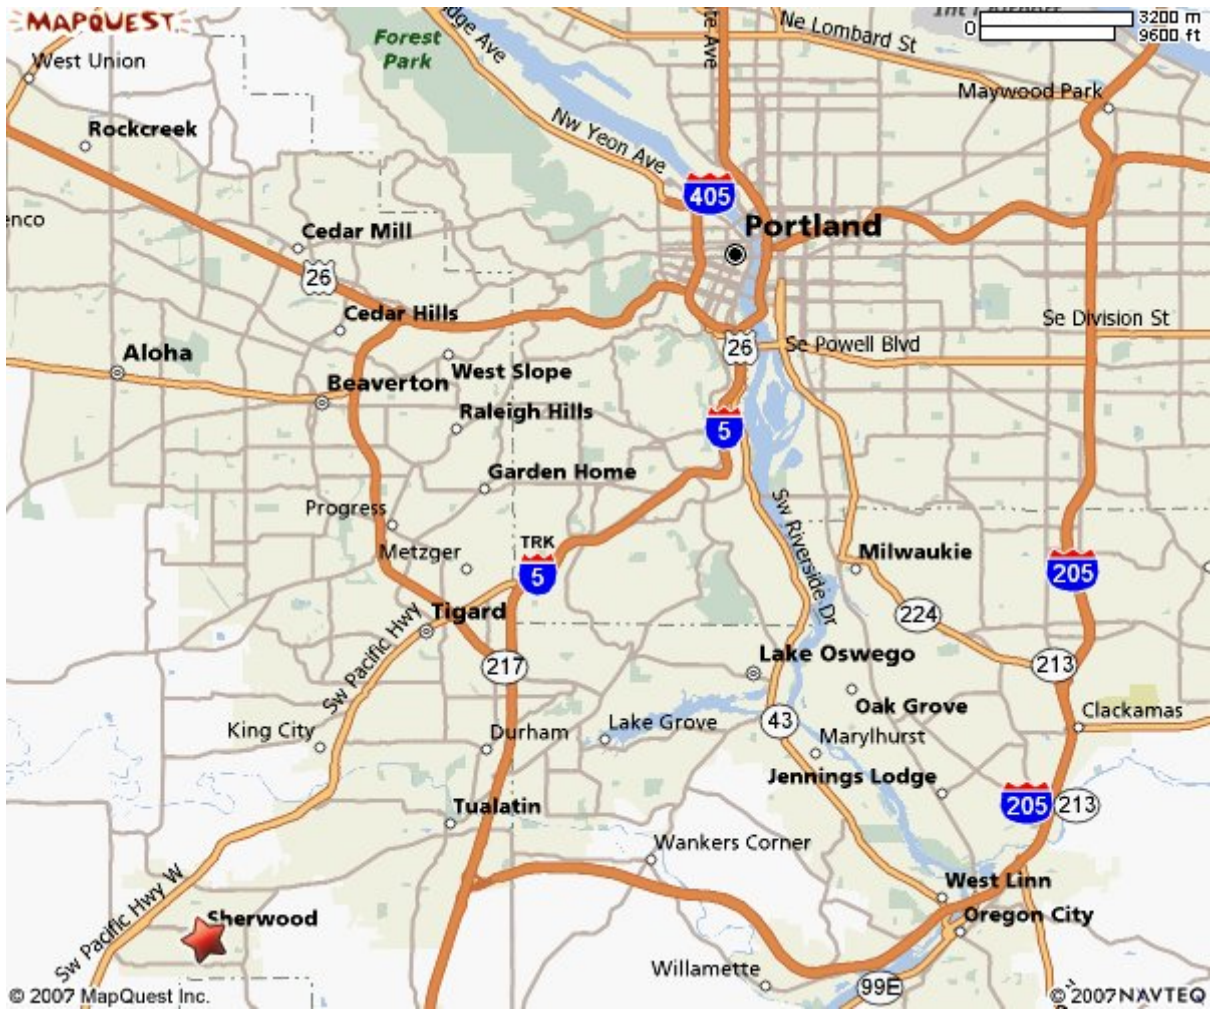 MAPQUEST
3200 m
0
9600 ft
Ne Lombard St
Forest
Park
West Union
Maywood Park
Rockcreek
Nw Yeon Ave
405
Portland
Cedar Mill
26
Cedar Hills
Se Division St
26
Se Powell Blvd
Aloha
West Slope
Beaverton
Raleigh Hills
5
Garden Home
Progress
Sw Riverside Dr
TRK
5
Metzger
Milwaukie
205
Tigard
224
Sw Pacific Hwy
217
Lake Oswego
213
Oak Grove
43
Clackamas
King City
Durham
Lake Grove
Marylhurst
Jennings Lodge
205
213
Tualatin
Wankers Corner
Sw Pacific Hwy W
West Linn
Sherwood
Oregon City
Willamette
99E
© 2007 MapQuest Inc.
© 2007 NAVTEQ